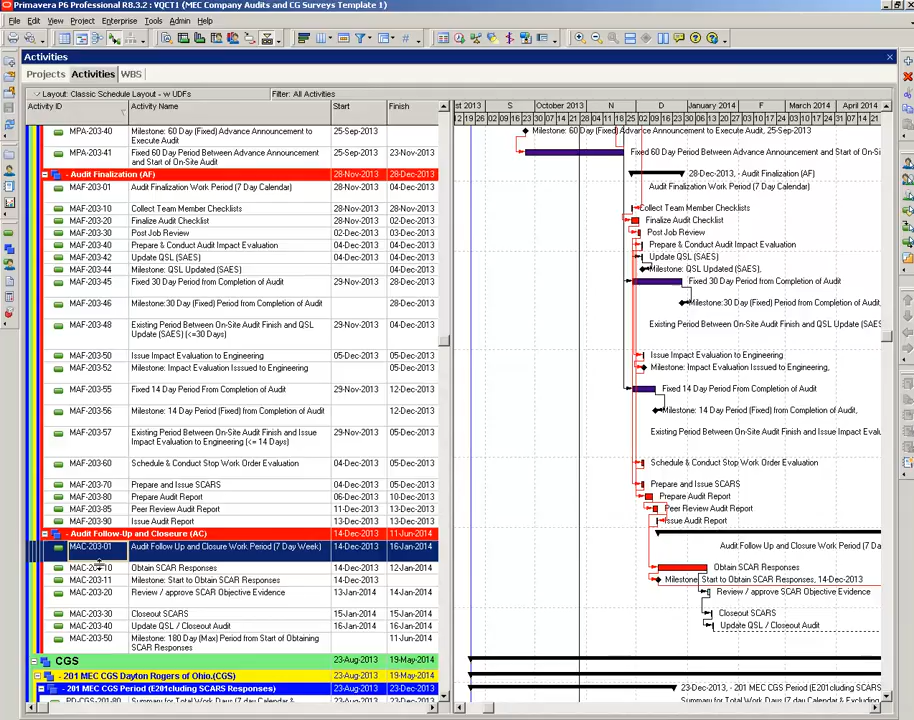 Primavera P6 Professional R8.3.2 : VQCT1 (MEC Company Audits and CG Surveys Template 1)
File Edit View Project Enterprise Tools Admin Help
Activities
Projects Activities WBS
Layout: Classic Schedule Layout - w UDFs Filter: All Activities
Activity ID Activity Name Start Finish
st 2013 S October 2013 N D January 2014 F March 2014 April 2014
MPA-203-40 Milestone: 60 Day (Fixed) Advance Announcement to Execute Audit 25-Sep-2013
Milestone: 60 Day (Fixed) Advance Announcement to Execute Audit, 25-Sep-2013
MPA-203-41 Fixed 60 Day Period Between Advance Announcement and Start of On-Site Audit 25-Sep-2013 23-Nov-2013
Fixed 60 Day Period Between Advance Announcement and Start of On-Si
Audit Finalization (AF) 28-Nov-2013 28-Dec-2013
28-Dec-2013, - Audit Finalization (AF)
MAF-203-01 Audit Finalization Work Period (7 Day Calendar) 28-Nov-2013 04-Dec-2013
Audit Finalization Work Period (7 Day Calendar)
MAF-203-10 Collect Team Member Checklists 28-Nov-2013 28-Nov-2013
Collect Team Member Checklists
MAF-203-20 Finalize Audit Checklist 28-Nov-2013 02-Dec-2013
Finalize Audit Checklist
MAF-203-30 Post Job Review 03-Dec-2013 03-Dec-2013
Post Job Review
MAF-203-40 Prepare & Conduct Audit Impact Evaluation 04-Dec-2013 04-Dec-2013
Prepare & Conduct Audit Impact Evaluation
MAF-203-42 Update QSL (SAES) 04-Dec-2013 04-Dec-2013
Update QSL (SAES)
MAF-203-44 Milestone: QSL Updated (SAES) 04-Dec-2013
Milestone: QSL Updated (SAES),
MAF-203-45 Fixed 30 Day Period from Completion of Audit 29-Nov-2013 28-Dec-2013
Fixed 30 Day Period from Completion of Audit
MAF-203-46 Milestone:30 Day (Fixed) Period from Completion of Audit 28-Dec-2013
Milestone:30 Day (Fixed) Period from Completion of Audit,
MAF-203-48 Existing Period Between On-Site Audit Finish and QSL Update (SAES) (<=30 Days) 29-Nov-2013 04-Dec-2013
Existing Period Between On-Site Audit Finish and QSL Update (SAES
MAF-203-50 Issue Impact Evaluation to Engineering 05-Dec-2013 05-Dec-2013
Issue Impact Evaluation to Engineering
MAF-203-52 Milestone: Impact Evaluation Isssued to Engineering 05-Dec-2013
Milestone: Impact Evaluation Isssued to Engineering,
MAF-203-55 Fixed 14 Day Period From Completion of Audit 29-Nov-2013 12-Dec-2013
Fixed 14 Day Period From Completion of Audit
MAF-203-56 Milestone: 14 Day Period (Fixed) from Completion of Audit 12-Dec-2013
Milestone: 14 Day Period (Fixed) from Completion of Audit,
MAF-203-57 Existing Period Between On-Site Audit Finish and Issue Impact Evaluation to Engineering (<= 14 Days) 29-Nov-2013 05-Dec-2013
Existing Period Between On-Site Audit Finish and Issue Impact Evalua
MAF-203-60 Schedule & Conduct Stop Work Order Evaluation 04-Dec-2013 05-Dec-2013
Schedule & Conduct Stop Work Order Evaluation
MAF-203-70 Prepare and Issue SCARS 04-Dec-2013 05-Dec-2013
Prepare and Issue SCARS
MAF-203-80 Prepare Audit Report 06-Dec-2013 10-Dec-2013
Prepare Audit Report
MAF-203-85 Peer Review Audit Report 11-Dec-2013 13-Dec-2013
Peer Review Audit Report
MAF-203-90 Issue Audit Report 13-Dec-2013 13-Dec-2013
Issue Audit Report
Audit Follow-Up and Closeure (AC) 14-Dec-2013 11-Jun-2014
MAC-203-01 Audit Follow Up and Closure Work Period (7 Day Week) 14-Dec-2013 16-Jan-2014
Audit Follow Up and Closure Work Period (7 Da
MAC-203-10 Obtain SCAR Responses 14-Dec-2013 12-Jan-2014
Obtain SCAR Responses
MAC-203-11 Milestone: Start to Obtain SCAR Responses 14-Dec-2013
Milestone: Start to Obtain SCAR Responses, 14-Dec-2013
MAC-203-20 Review / approve SCAR Objective Evidence 13-Jan-2014 14-Jan-2014
Review / approve SCAR Objective Evidence
MAC-203-30 Closeout SCARS 15-Jan-2014 15-Jan-2014
Closeout SCARS
MAC-203-40 Update QSL / Closeout Audit 16-Jan-2014 16-Jan-2014
Update QSL / Closeout Audit
MAC-203-50 Milestone: 180 Day (Max) Period from Start of Obtaining SCAR Responses 11-Jun-2014
CGS 23-Aug-2013 19-May-2014
201 MEC CGS Dayton Rogers of Ohio.(CGS) 23-Aug-2013 19-May-2014
- 201 MEC CGS Period (E201cluding SCAR Responses) 23-Aug-2013 23-Dec-2013
23-Dec-2013, - 201 MEC CGS Period (E201cluding SCARS Re